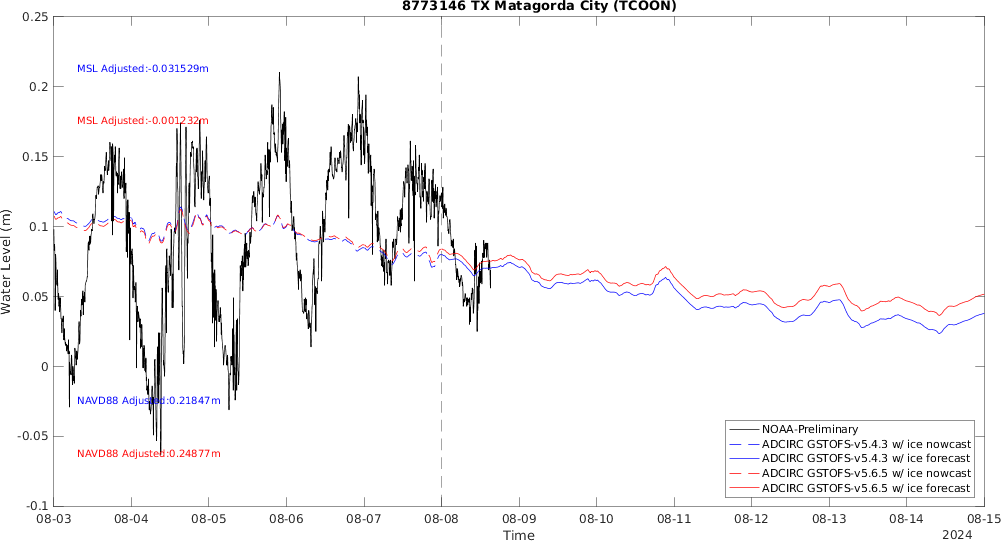 8773146 TX Matagorda City (TCOON)
0.25
0.2
0.15
0.1
0.05
0
-0.05
-0.1
Water Level (m)
MSL Adjusted:-0.031529m
MSL Adjusted:-0.001232m
NAVD88 Adjusted:0.21847m
NAVD88 Adjusted:0.24877m
NOAA-Preliminary
ADCIRC GSTOFS-v5.4.3 w/ ice nowcast
ADCIRC GSTOFS-v5.4.3 w/ ice forecast
ADCIRC GSTOFS-v5.6.5 w/ ice nowcast
ADCIRC GSTOFS-v5.6.5 w/ ice forecast
08-03 08-04 08-05 08-06 08-07 08-08 08-09 08-10 08-11 08-12 08-13 08-14 08-15
Time
2024